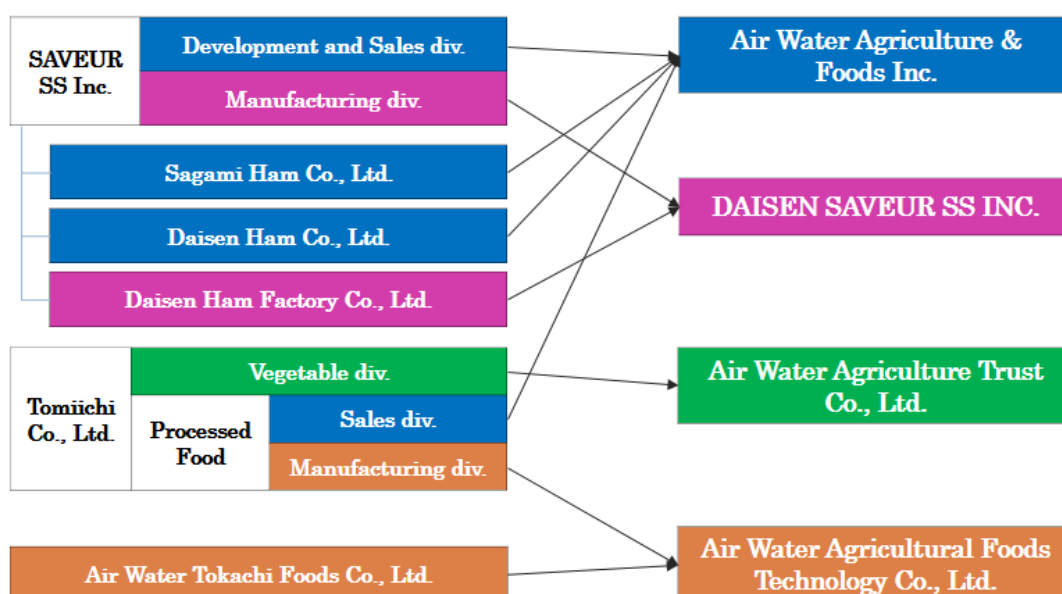 SAVEUR
SS Inc.
Development and Sales div.
Manufacturing div.
Sagami Ham Co., Ltd.
Daisen Ham Co., Ltd.
Daisen Ham Factory Co., Ltd.
Tomiichi
Co., Ltd.
Vegetable div.
Processed
Food
Sales div.
Manufacturing div.
Air Water Tokachi Foods Co., Ltd.
Air Water Agriculture &
Foods Inc.
DAISEN SAVEUR SS INC.
Air Water Agriculture Trust
Co., Ltd.
Air Water Agricultural Foods
Technology Co., Ltd.